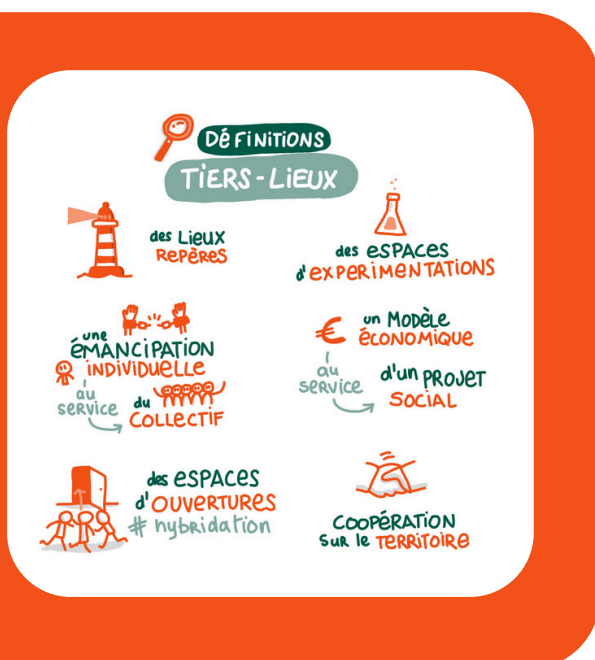 DéFiNiTiONS
TiERS-LiEUX
des LiEUX
REPèReS
des eSPACeS
d'eXPERiMeNTATiONS
une
éMANCiPATiON
iNDiViDUeLLe
au
seRvice
du
COLLeCTiF
€
un MODèLe
éCONOMiQUe
au
seRvice
d'un PROJeT
SOCiAL
des eSPACeS
d'OUVeRTUReS
# hybRidation
COOPéRATiON
SUR le TeRRiTOiRe